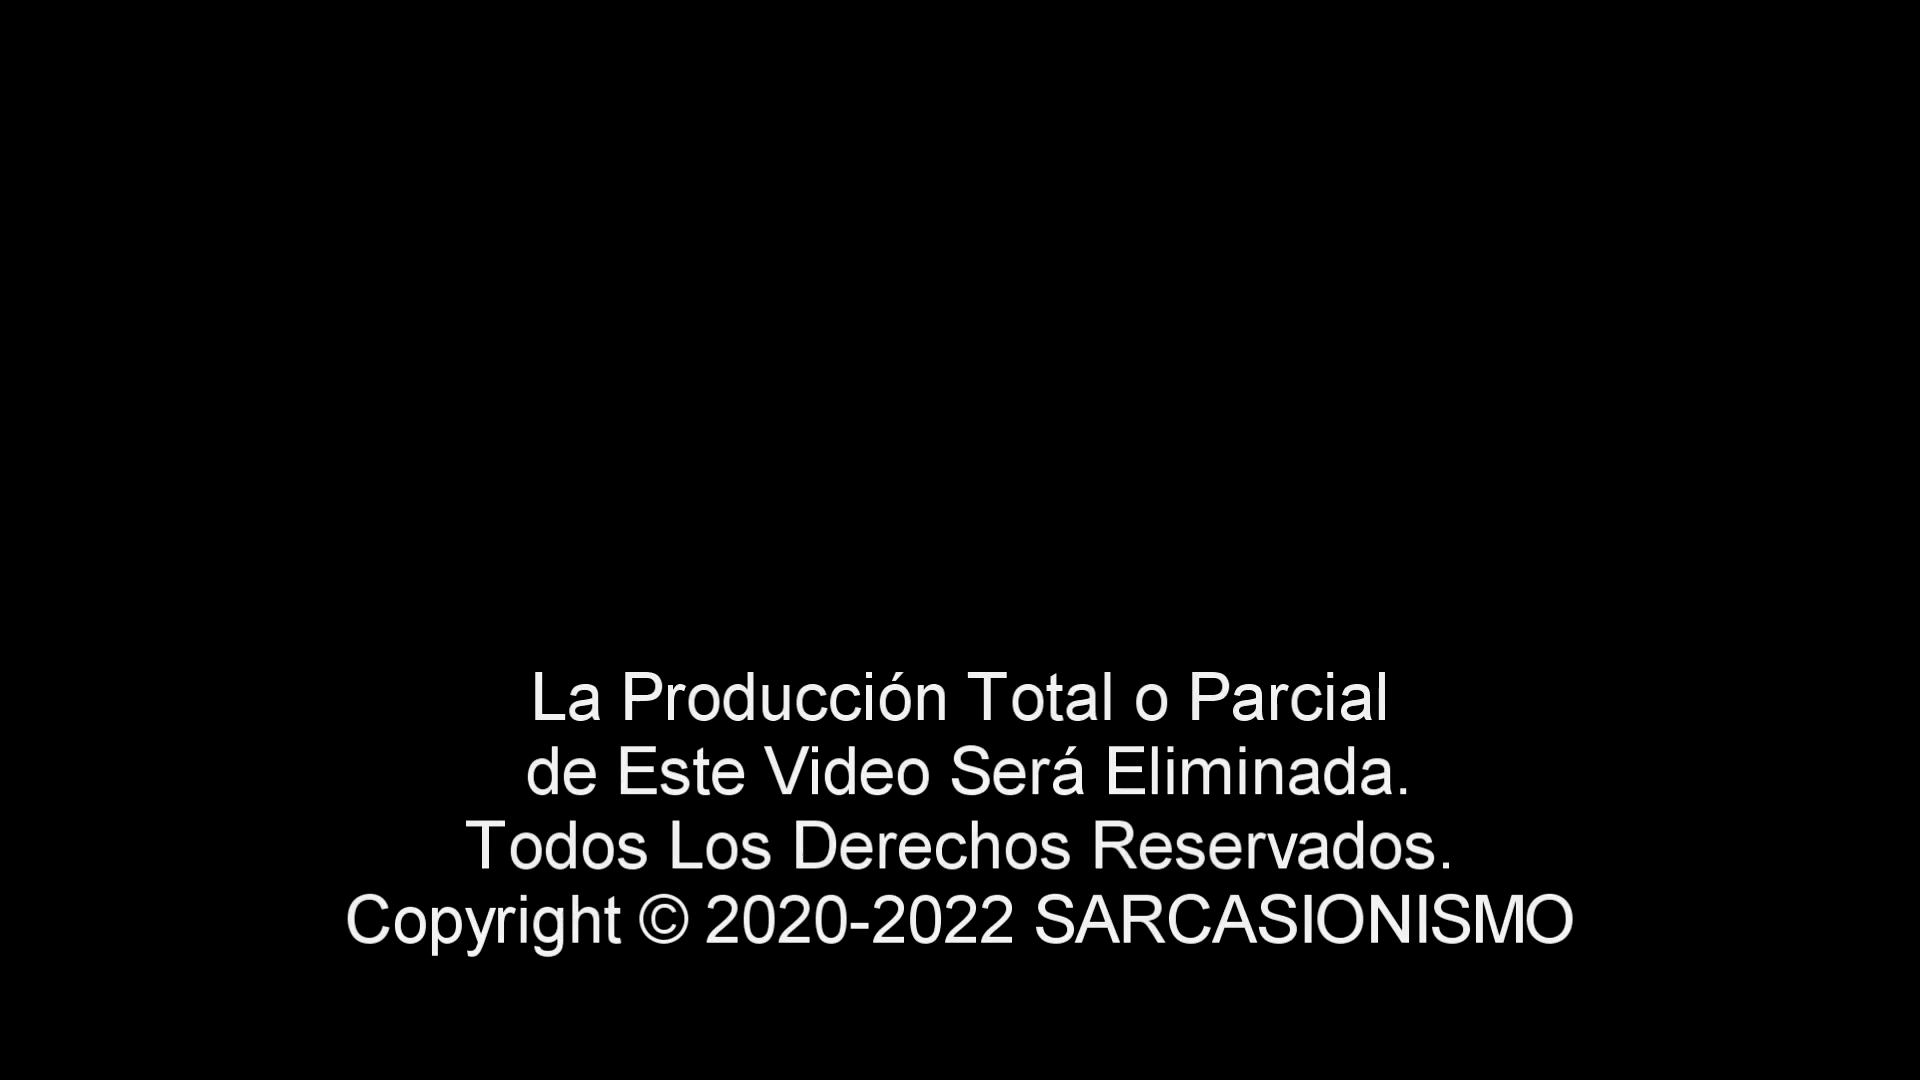 La Producción Total o Parcial
de Este Video Será Eliminada.
Todos Los Derechos Reservados.
Copyright © 2020-2022 SARCASIONISMO